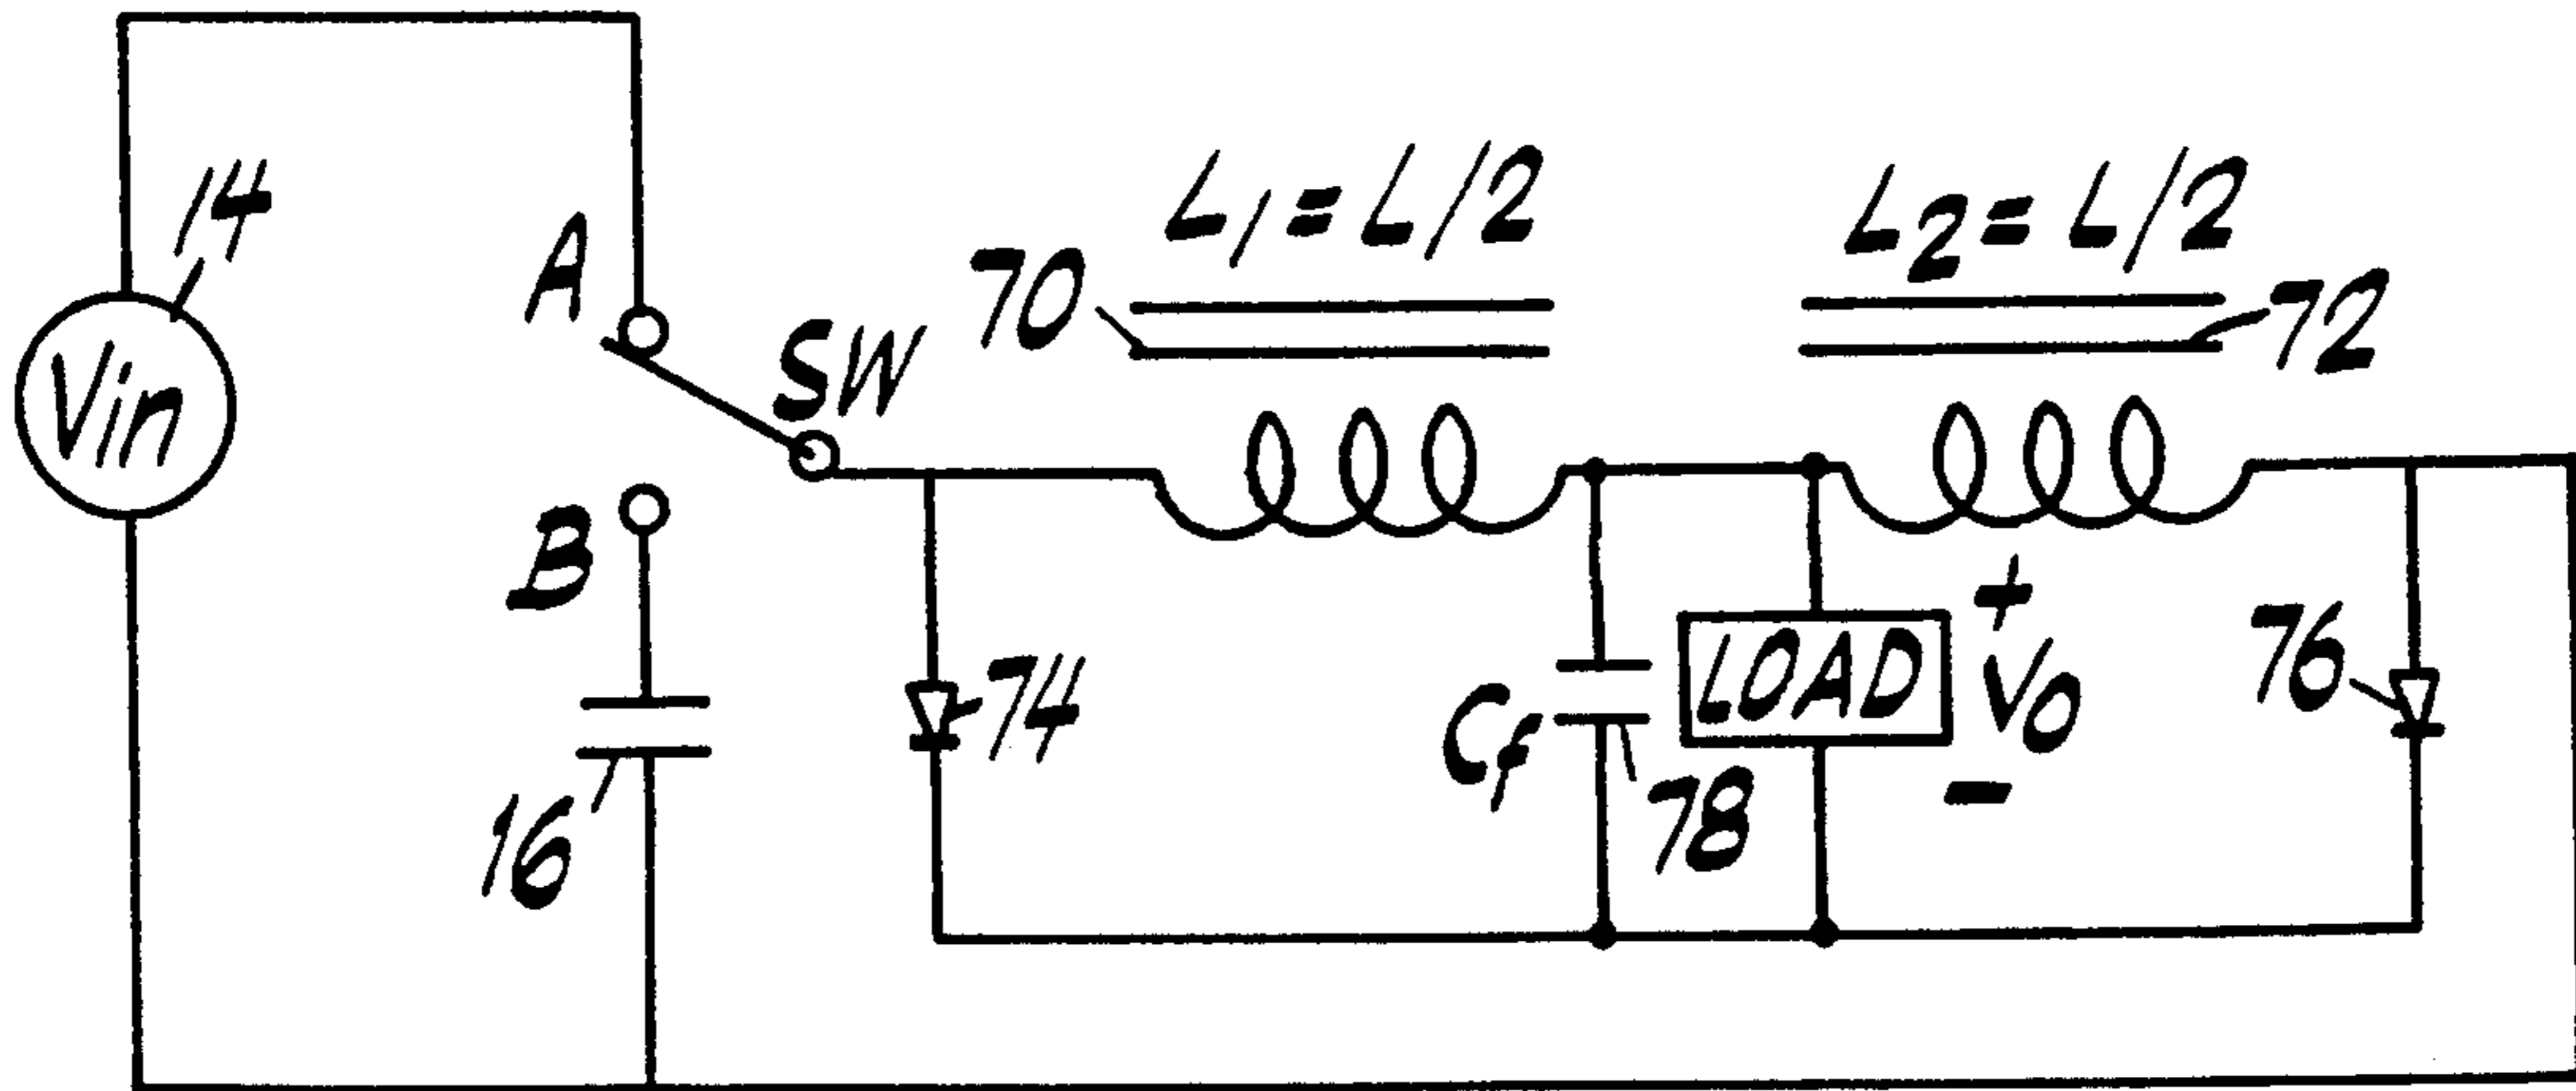 14
Vin
A
SW
B
16
70
L1 = L/2
L2 = L/2
72
74
Cf
78
LOAD
+
Vo
-
76